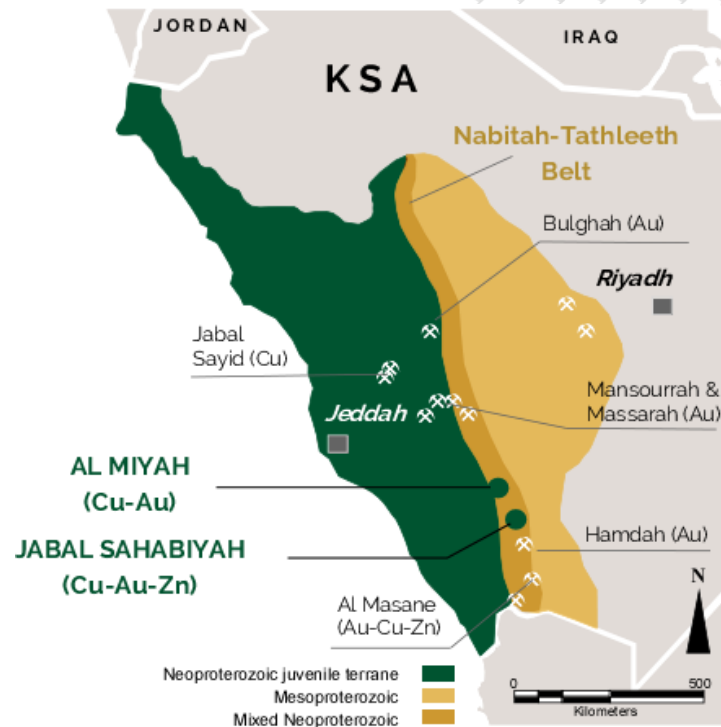 JORDAN
IRAQ
KSA
Nabitah-Tathleeth
Belt
Bulghah (Au)
Riyadh
Jabal
Sayid (Cu)
Mansourrah &
Massarah (Au)
Jeddah
AL MIYAH
(Cu-Au)
JABAL SAHABIYAH
(Cu-Au-Zn)
Hamdah (Au)
Al Masane
(Au-Cu-Zn)
N
Neoproterozoic juvenile terrane
Mesoproterozoic
Mixed Neoproterozoic
0 500
Kilometers